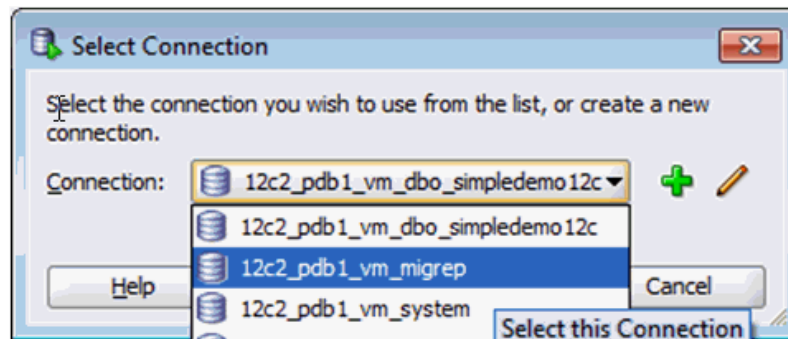 Select Connection
Select the connection you wish to use from the list, or create a new
connection.
Connection: 12c2_pdb1_vm_dbo_simpledemo12c
12c2_pdb1_vm_dbo_simpledemo12c
12c2_pdb1_vm_migrep
Help Cancel
12c2_pdb1_vm_system
Select this Connection